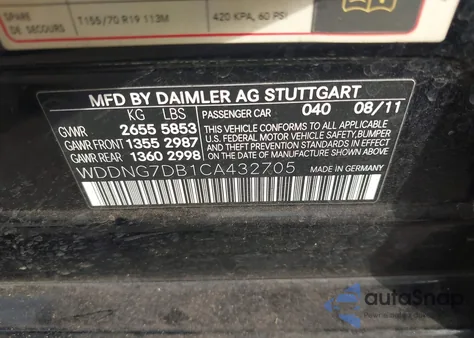 SPARE
DE SECOURS T155/70 R19 113M 420 KPA, 60 PSI
MFD BY DAIMLER AG STUTTGART
KG LBS PASSENGER CAR 040 08/11
GWR 2655 5853 THIS VEHICLE CONFORMS TO ALL APPLICABLE
GAWR FRONT 1355 2987 U.S. FEDERAL MOTOR VEHICLE SAFETY, BUMPER
GAWR REAR 1360 2998 AND THEFT PREVENTION STANDARDS IN EFFECT
ON THE DATE OF MANUFACTURE SHOWN ABOVE.
WDDNG7DB1CA432705 MADE IN GERMANY
autoSnap